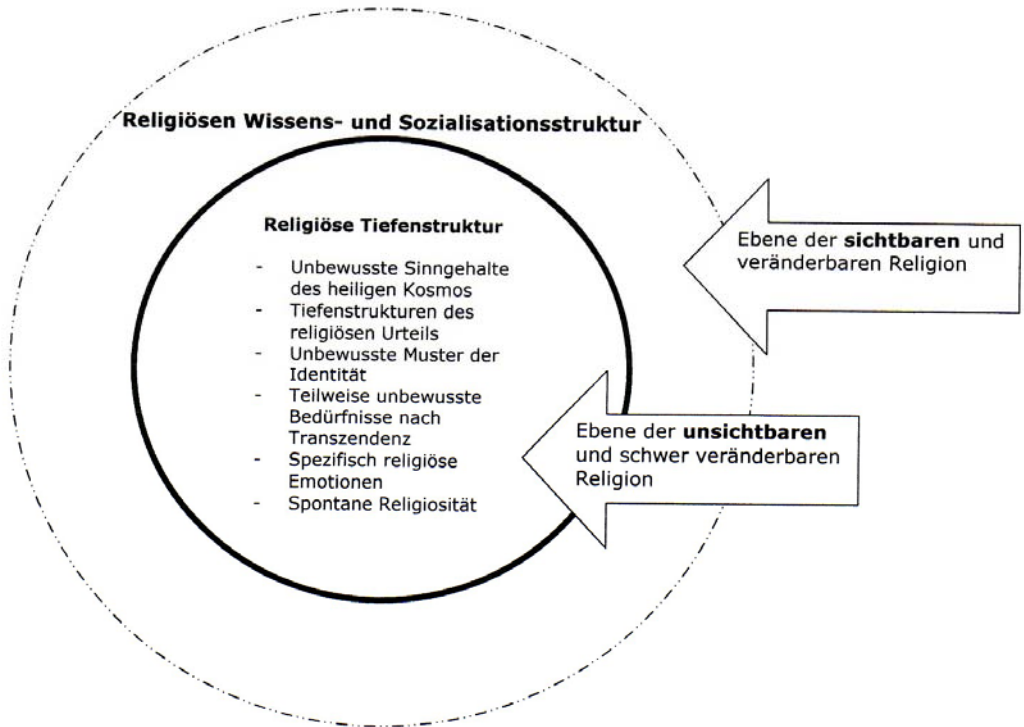 Religiösen Wissens- und Sozialisationsstruktur
Religiöse Tiefenstruktur
- Unbewusste Sinngehalte
des heiligen Kosmos
- Tiefenstrukturen des
religiösen Urteils
- Unbewusste Muster der
Identität
- Teilweise unbewusste
Bedürfnisse nach
Transzendenz
- Spezifisch religiöse
Emotionen
- Spontane Religiosität
Ebene der sichtbaren und
veränderbaren Religion
Ebene der unsichtbaren
und schwer veränderbaren
Religion